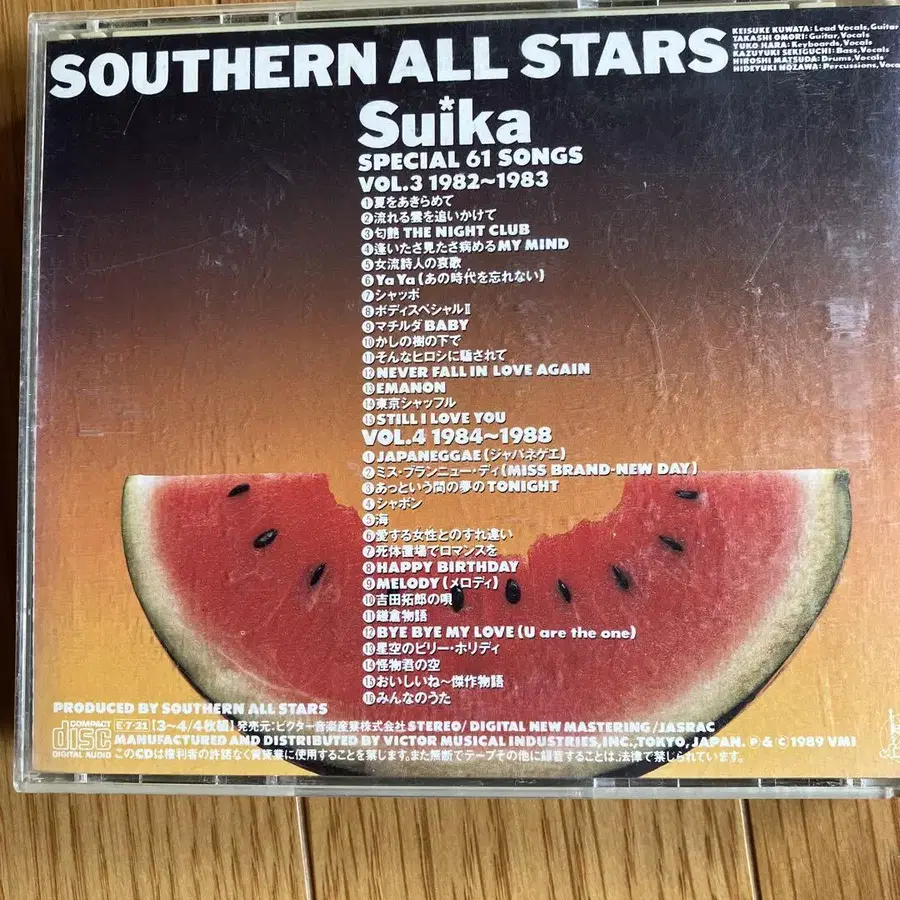 SOUTHERN ALL STARS
KEISUKE KUWATA: Lead Vocals, Guitar
TAKASHI OMORI: Guitar, Vocals
YUKO HARA: Keyboards, Vocals
KAZUYUKI SEKIGUCHI: Bass, Vocals
HIROSHI MATSUDA: Drums, Vocals
HIDEYUKI NOZAWA: Percussions, Voca
Suika
SPECIAL 61 SONGS
VOL.3 1982~1983
①夏をあきらめて
②流れる雲を追いかけて
③匂艶 THE NIGHT CLUB
④逢いたさ見たさ病めるMY MIND
⑤女流詩人の哀歌
⑥Ya Ya (あの時代を忘れない)
⑦シャッポ
⑧ボディスペシャルⅡ
⑨マチルダBABY
⑩かしの樹の下で
⑪そんなヒロシに騙されて
⑫NEVER FALL IN LOVE AGAIN
⑬EMANON
⑭東京シャッフル
⑮STILL I LOVE YOU
VOL.4 1984~1988
①JAPANEGGAE (ジャパネゲエ)
②ミス・ブランニュー・デイ(MISS BRAND-NEW DAY)
③あっという間の夢のTONIGHT
④シャボン
⑤海
⑥愛する女性とのすれ違い
⑦死体置場でロマンスを
⑧HAPPY BIRTHDAY
⑨MELODY (メロディ)
⑩吉田拓郎の唄
⑪鎌倉物語
⑫BYE BYE MY LOVE (U are the one)
⑬星空のビリー・ホリディ
⑭怪物君の空
⑮おいしいね~傑作物語
⑯みんなのうた
PRODUCED BY SOUTHERN ALL STARS
COMPACT disc DIGITAL AUDIO
E・7・21 [3~4/4枚組] 発売元:ビクター音楽産業株式会社 STEREO / DIGITAL NEW MASTERING / JASRAC
MANUFACTURED AND DISTRIBUTED BY VICTOR MUSICAL INDUSTRIES, INC., TOKYO, JAPAN. Ⓟ & © 1989 VMI
このCDは権利者の許諾なく賃貸業に使用することを禁じます。また無断でテープその他に録音することは、法律で禁じられています。